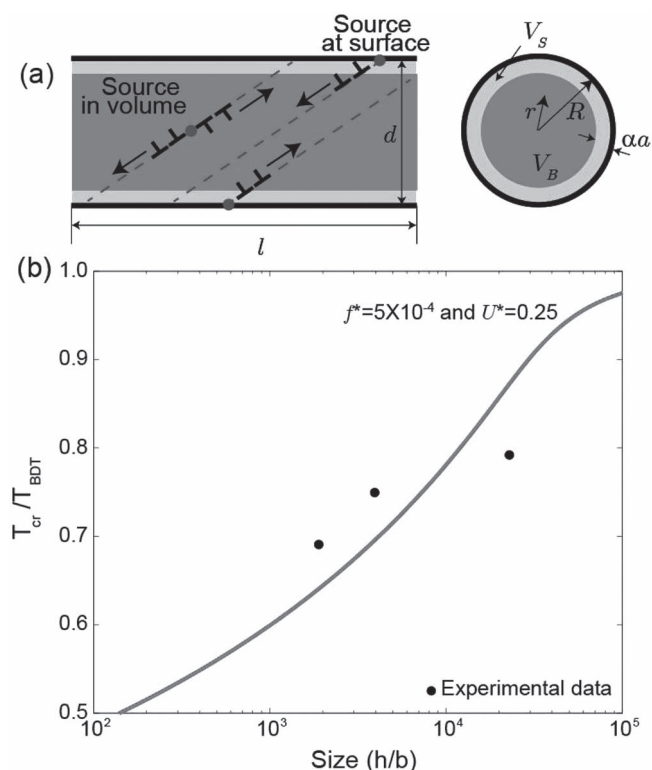 (a)
Source
at surface
Source
in volume
d
l
V_S
r
R
V_B
αa
(b)
1.0
0.9
0.8
0.7
0.6
0.5
T_cr/T_BDT
f*=5X10^-4 and U*=0.25
Experimental data
10^2
10^3
10^4
10^5
Size (h/b)